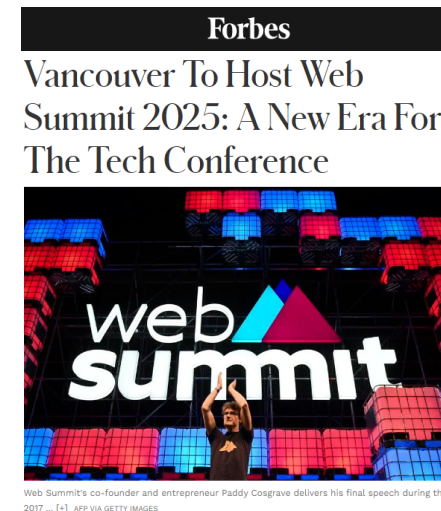 Forbes
Vancouver To Host Web
Summit 2025: A New Era For
The Tech Conference
web
summit
Web Summit's co-founder and entrepreneur Paddy Cosgrave delivers his final speech during th
2017 ... [+] AFP VIA GETTY IMAGES